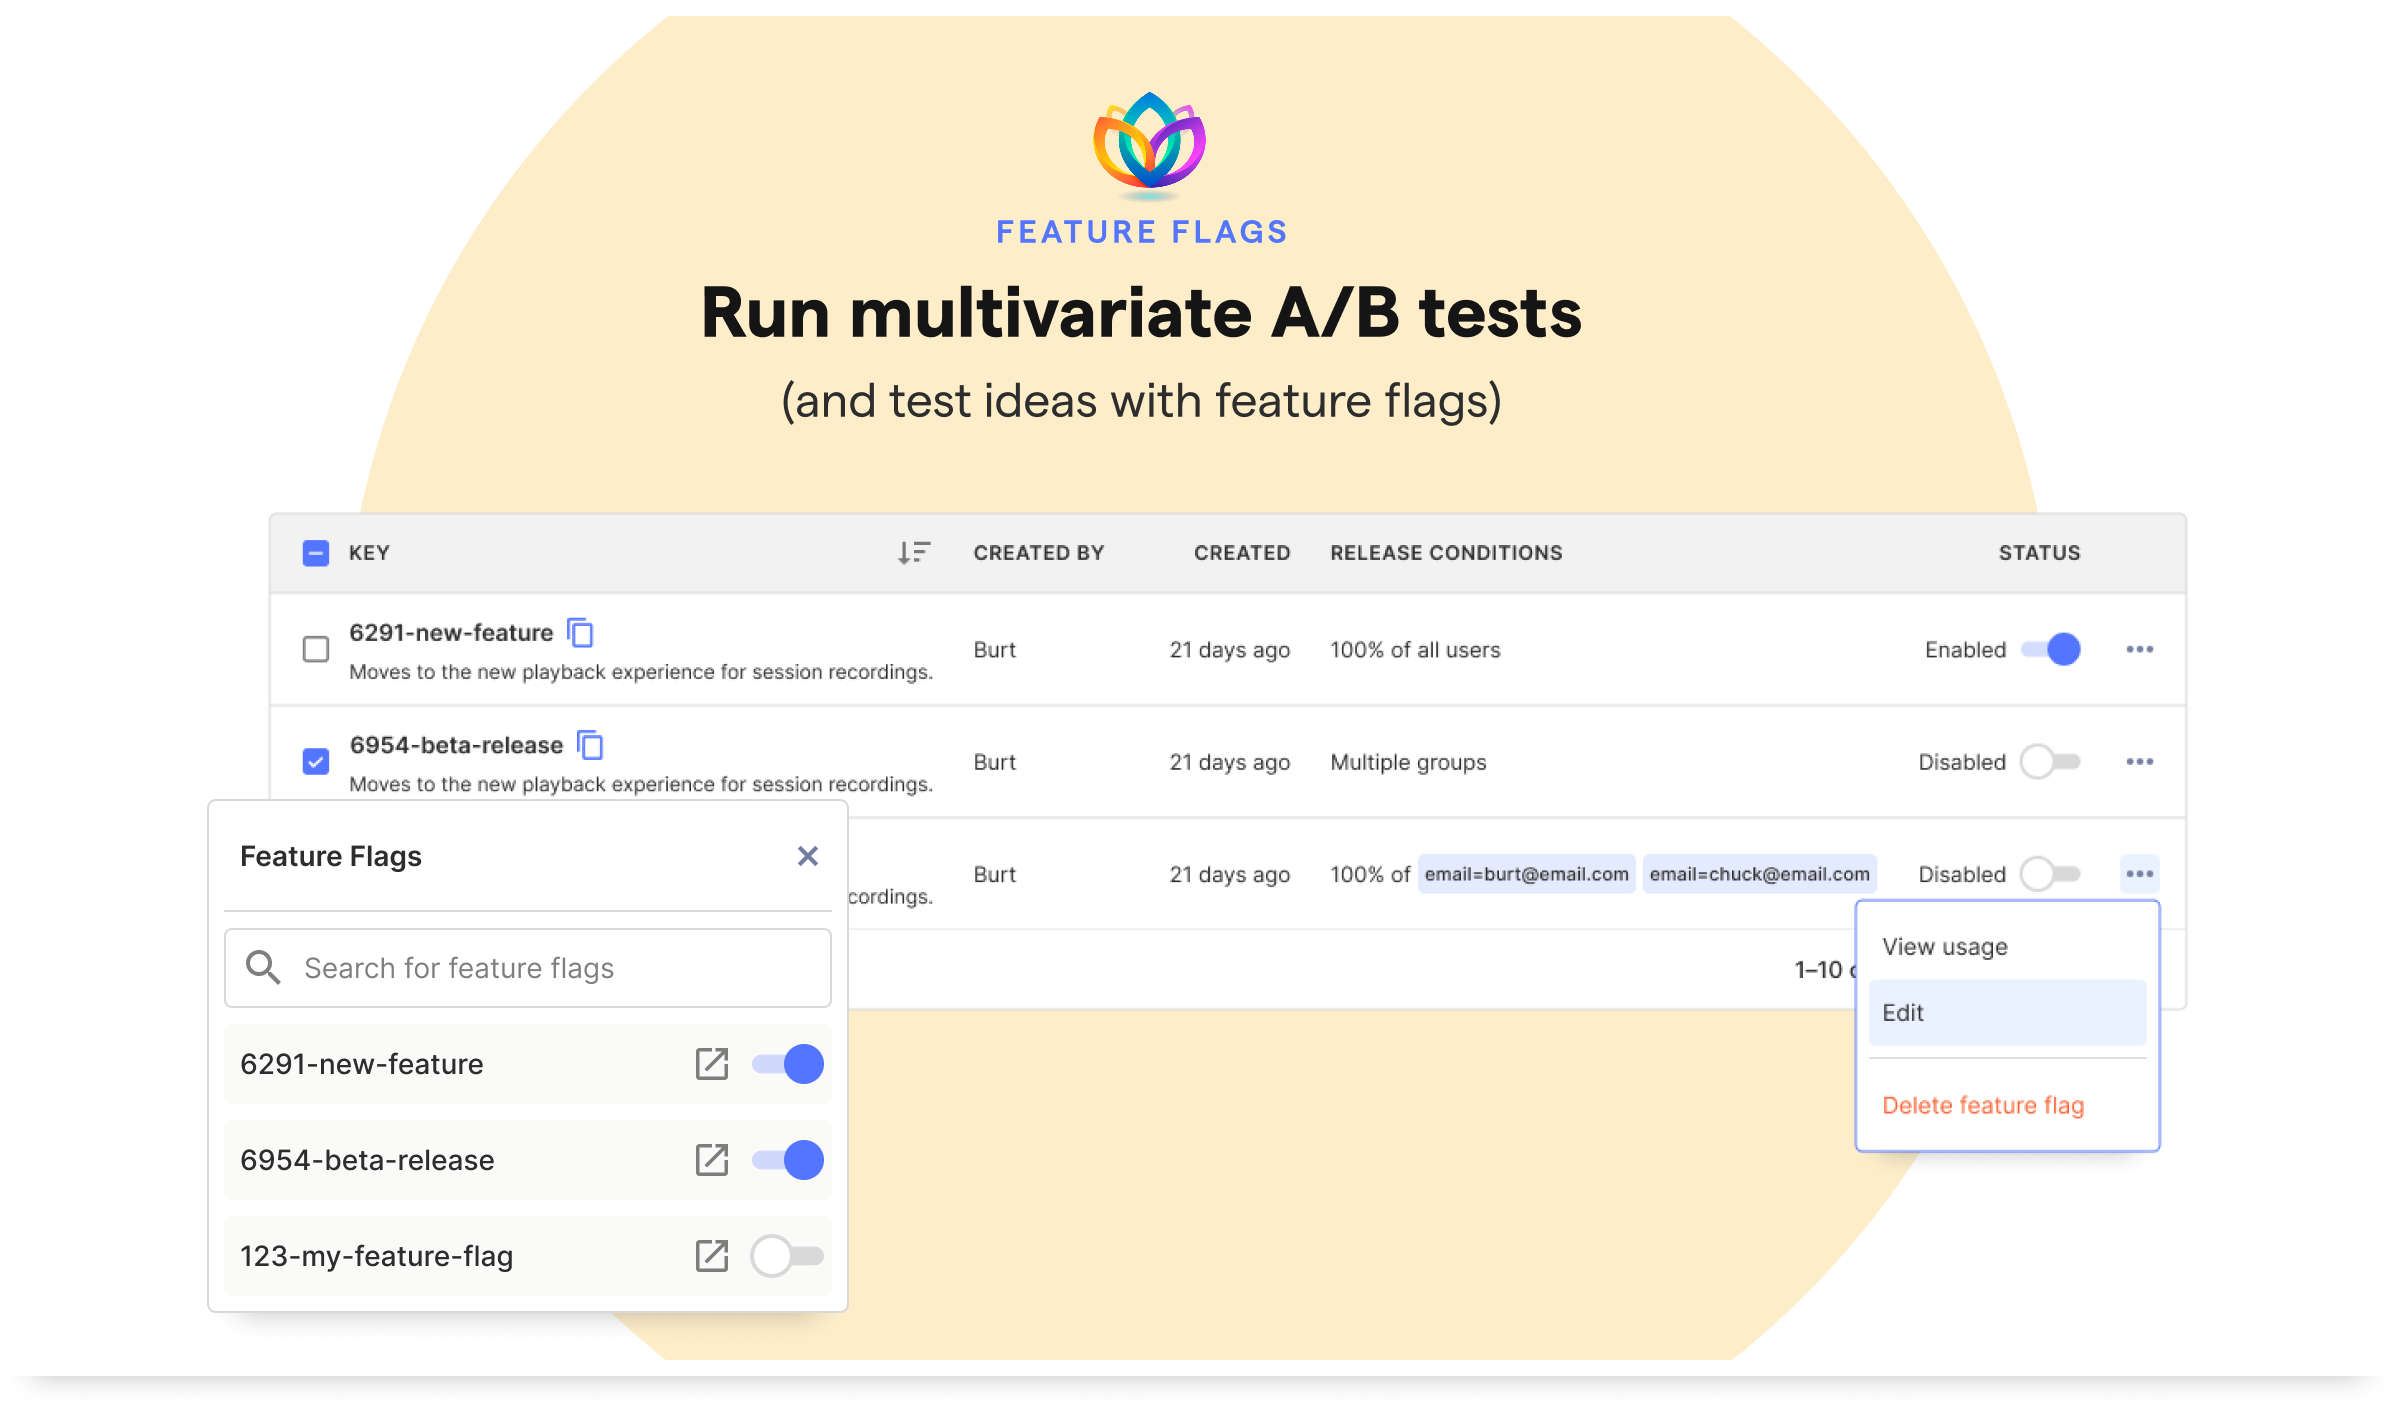 FEATURE FLAGS
Run multivariate A/B tests
(and test ideas with feature flags)
KEY CREATED BY CREATED RELEASE CONDITIONS STATUS
6291-new-feature
Moves to the new playback experience for session recordings.
Burt 21 days ago 100% of all users Enabled
6954-beta-release
Moves to the new playback experience for session recordings.
Burt 21 days ago Multiple groups Disabled
cordings.
Burt 21 days ago 100% of email=burt@email.com email=chuck@email.com Disabled
1–10
View usage
Edit
Delete feature flag
Feature Flags
Search for feature flags
6291-new-feature
6954-beta-release
123-my-feature-flag